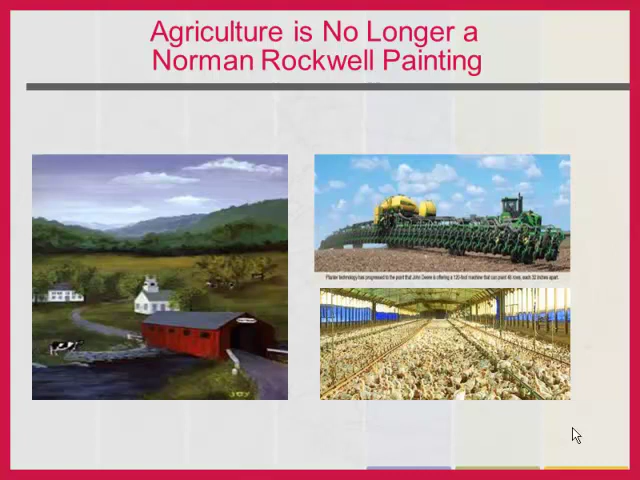 Agriculture is No Longer a
Norman Rockwell Painting
Planter technology has progressed to the point that John Deere is offering a 120-foot machine that can plant 48 rows, each 30 inches apart.